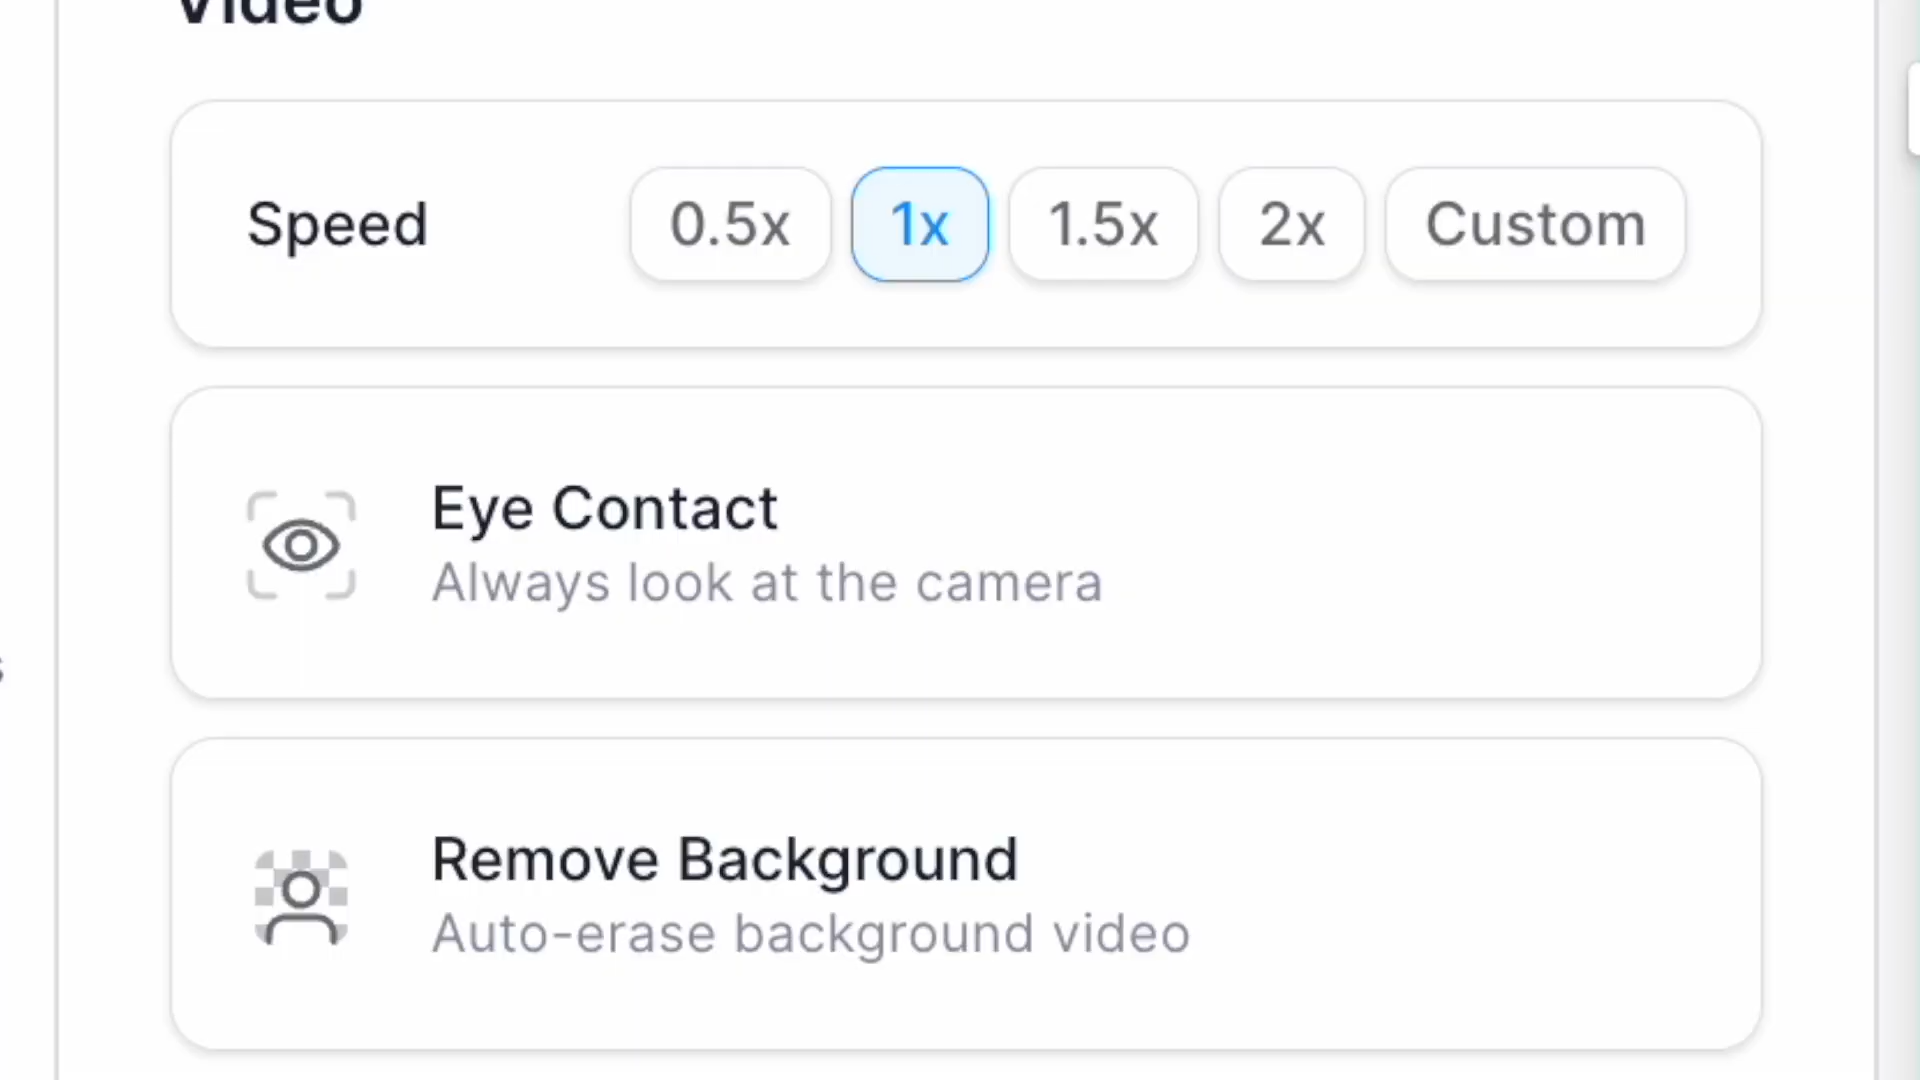 Video
Speed 0.5x 1x 1.5x 2x Custom
Eye Contact
Always look at the camera
Remove Background
Auto-erase background video